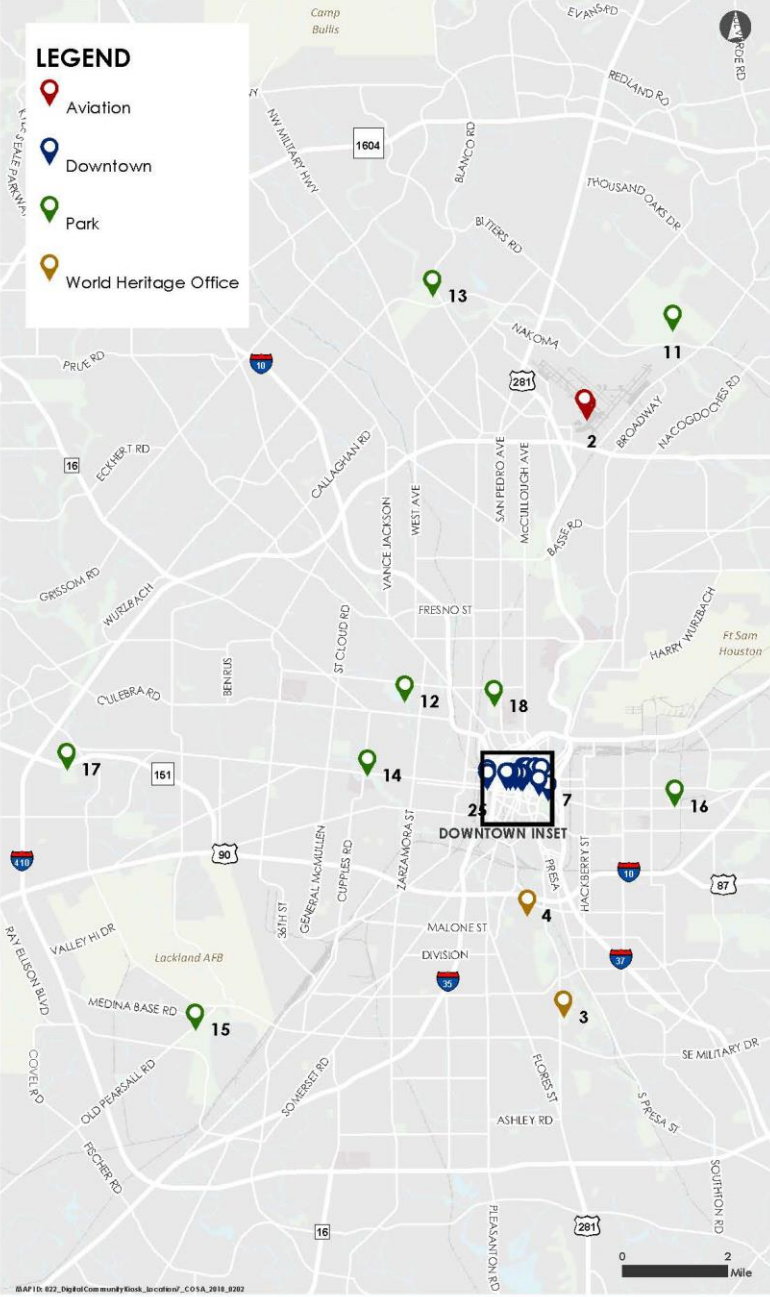 Camp
Bullis
EVANS RD
LEGEND
Aviation
Downtown
Park
World Heritage Office
REDLAND RD
NW MILITARY HWY
1604
BLANCO RD
THOUSAND OAKS DR
BITTERS RD
13
NAKOMA
11
PRUE RD
10
281
2
BROADWAY
NACOGDOCHES RD
16
ECKHERT RD
CALLAGHAN RD
SAN PEDRO AVE
McCULLOUGH AVE
WEST AVE
VANCE JACKSON
BASSE RD
GRISSOM RD
WURZBACH
FRESNO ST
HARRY WURZBACH
Ft Sam
Houston
ST CLOUD RD
BENRUS
CULEBRA RD
12
18
17
151
14
25
7
16
DOWNTOWN INSET
410
90
GENERAL McMULLEN
CUPPLES RD
ZARZAMORA ST
PRESA
HACKBERRY ST
10
87
36TH ST
4
MALONE ST
DIVISION
VALLEY HI DR
Lackland AFB
RAY ELLISON BLVD
35
37
MEDINA BASE RD
15
3
SE MILITARY DR
COVEL RD
OLD PEARSALL RD
SOMERSET RD
FLORES ST
S PRESA ST
ASHLEY RD
FISCHER RD
SOUTHTON RD
PLEASANTON RD
16
281
0 2
Mile
MAP ID: 022_DigitalCommunityKiosk_Location7_COSA_2018_0202